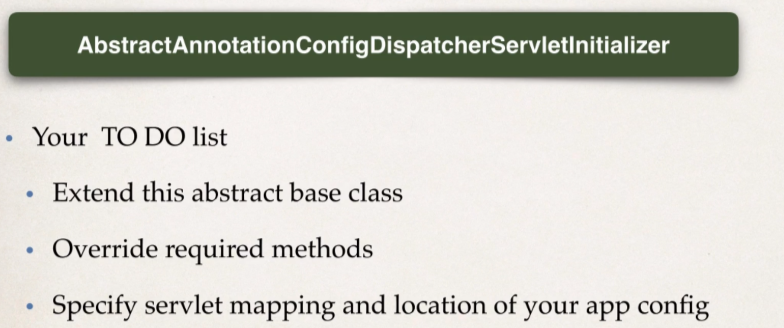 AbstractAnnotationConfigDispatcherServletInitializer
• Your TO DO list
• Extend this abstract base class
• Override required methods
• Specify servlet mapping and location of your app config